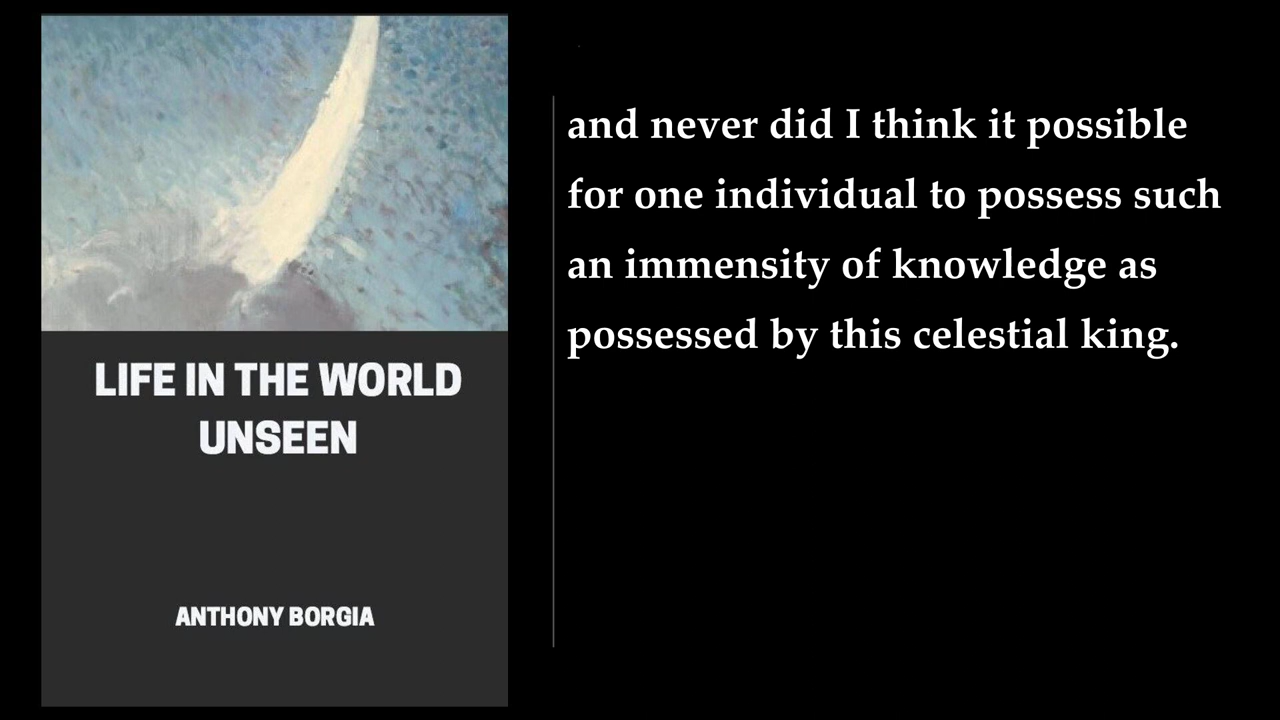 LIFE IN THE WORLD
UNSEEN
ANTHONY BORGIA
and never did I think it possible
for one individual to possess such
an immensity of knowledge as
possessed by this celestial king.